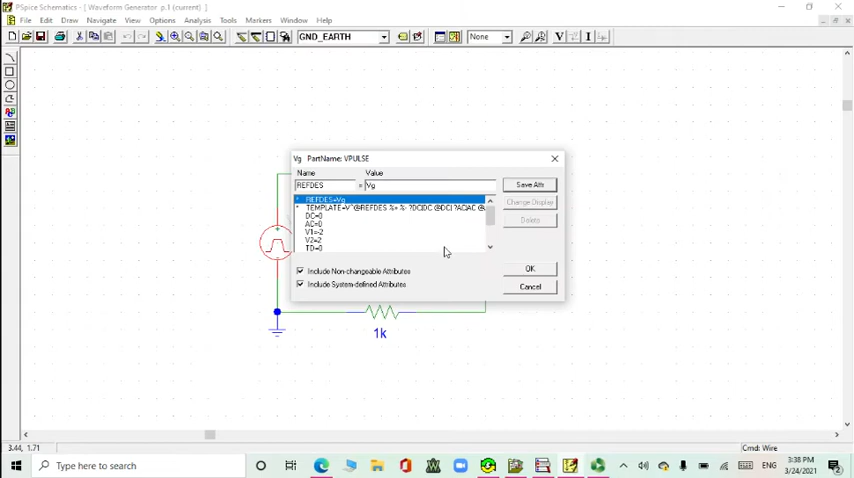 PSpice Schematics - [ Waveform Generator p.1 (current) ]
File Edit Draw Navigate View Options Analysis Tools Markers Window Help
GND_EARTH
None
V I
Vg PartName: VPULSE
Name Value
REFDES = Vg
Save Attr
* REFDES=Vg
* TEMPLATE=V^@REFDES %+ %- ?DC|DC @DC| ?AC|AC @
Change Display
DC=0
AC=0
Delete
V1=-2
V2=2
TD=0
Include Non-changeable Attributes
OK
Include System-defined Attributes
Cancel
1k
3.44, 1.71
Cmd: Wire
Type here to search
ENG
3:38 PM
3/24/2021
2